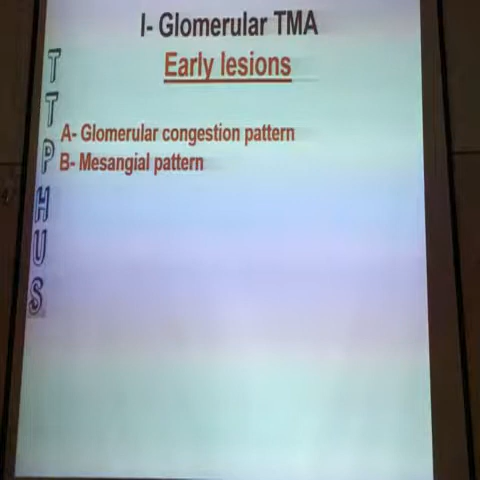 I- Glomerular TMA
Early lesions
A- Glomerular congestion pattern
B- Mesangial pattern
T
T
P
H
U
S